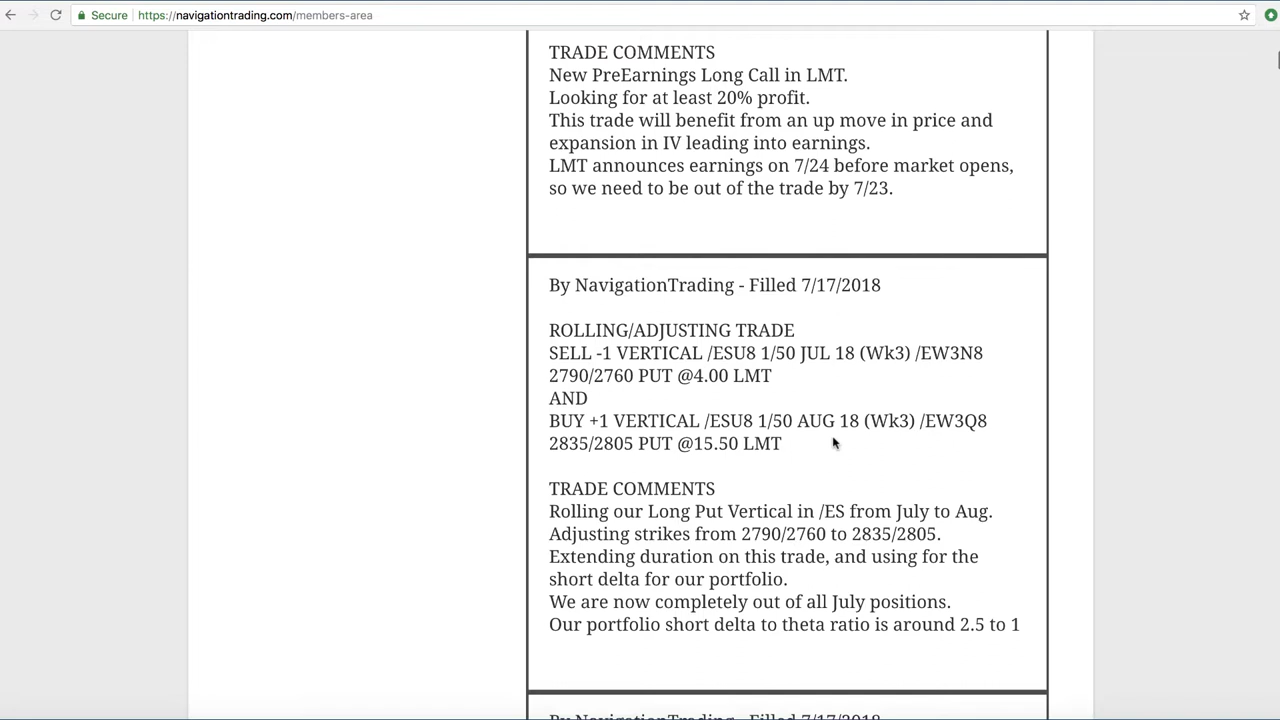 Secure
https://navigationtrading.com/members-area
TRADE COMMENTS
New PreEarnings Long Call in LMT.
Looking for at least 20% profit.
This trade will benefit from an up move in price and
expansion in IV leading into earnings.
LMT announces earnings on 7/24 before market opens,
so we need to be out of the trade by 7/23.
By NavigationTrading - Filled 7/17/2018
ROLLING/ADJUSTING TRADE
SELL -1 VERTICAL /ESU8 1/50 JUL 18 (Wk3) /EW3N8
2790/2760 PUT @4.00 LMT
AND
BUY +1 VERTICAL /ESU8 1/50 AUG 18 (Wk3) /EW3Q8
2835/2805 PUT @15.50 LMT
TRADE COMMENTS
Rolling our Long Put Vertical in /ES from July to Aug.
Adjusting strikes from 2790/2760 to 2835/2805.
Extending duration on this trade, and using for the
short delta for our portfolio.
We are now completely out of all July positions.
Our portfolio short delta to theta ratio is around 2.5 to 1
By NavigationTrading - Filled 7/17/2018